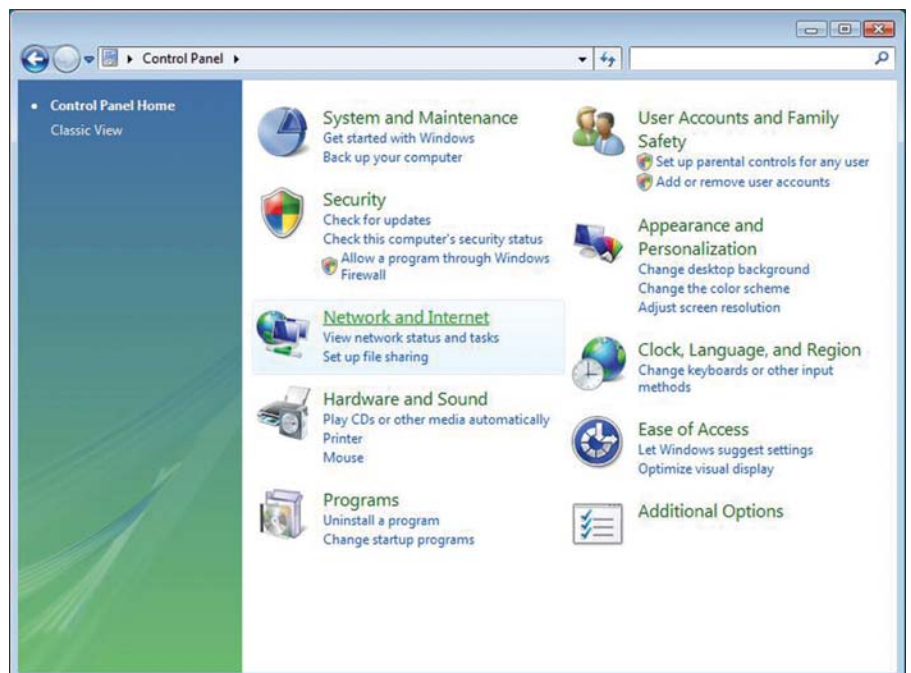 Control Panel
Control Panel Home
Classic View
System and Maintenance
Get started with Windows
Back up your computer
Security
Check for updates
Check this computer's security status
Allow a program through Windows
Firewall
Network and Internet
View network status and tasks
Set up file sharing
Hardware and Sound
Play CDs or other media automatically
Printer
Mouse
Programs
Uninstall a program
Change startup programs
User Accounts and Family
Safety
Set up parental controls for any user
Add or remove user accounts
Appearance and
Personalization
Change desktop background
Change the color scheme
Adjust screen resolution
Clock, Language, and Region
Change keyboards or other input
methods
Ease of Access
Let Windows suggest settings
Optimize visual display
Additional Options